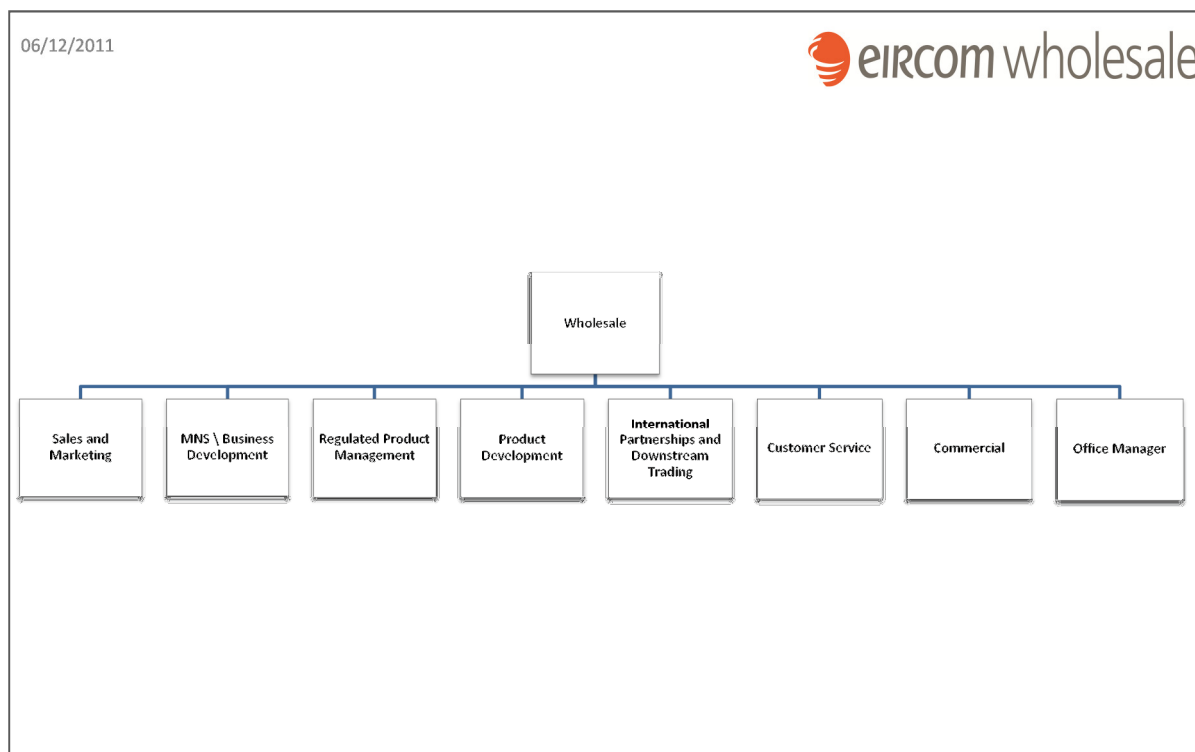 06/12/2011
eircom wholesale
Wholesale
Sales and
Marketing
MNS \ Business
Development
Regulated Product
Management
Product
Development
International
Partnerships and
Downstream
Trading
Customer Service
Commercial
Office Manager